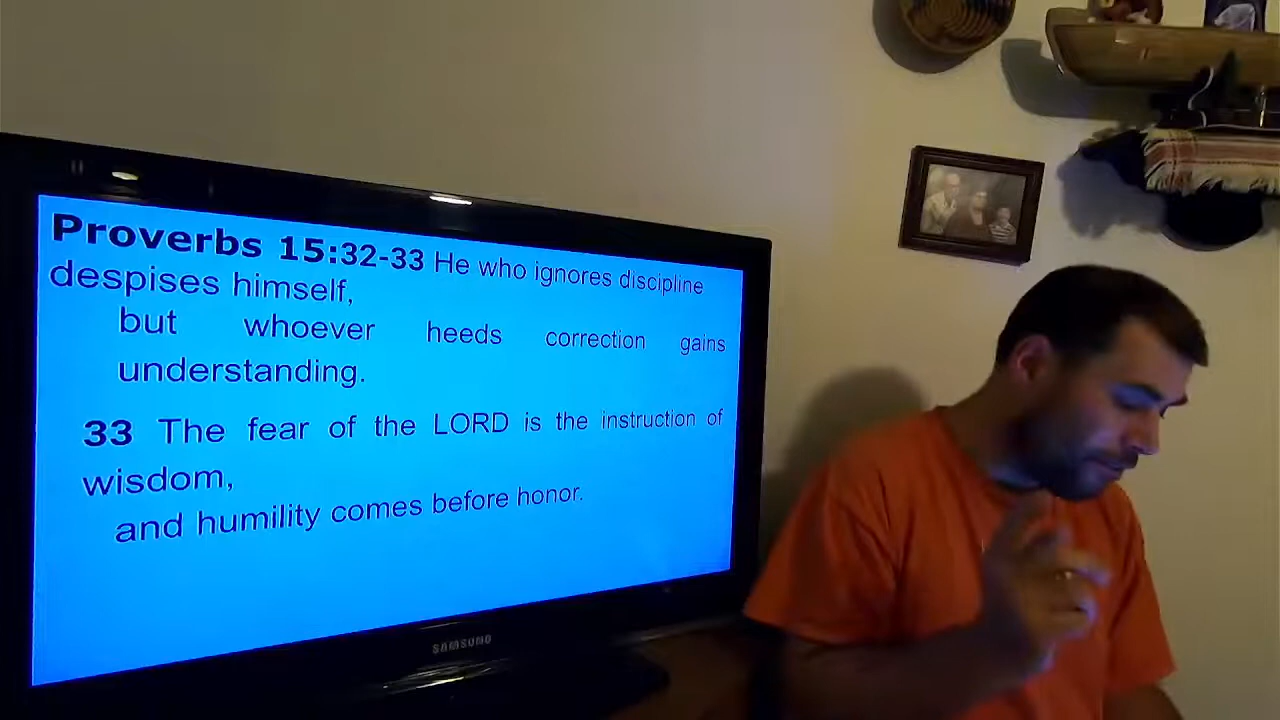 Proverbs 15:32-33 He who ignores discipline
despises himself,
but whoever heeds correction gains
understanding.
33 The fear of the LORD is the instruction of
wisdom,
and humility comes before honor.
SAMSUNG